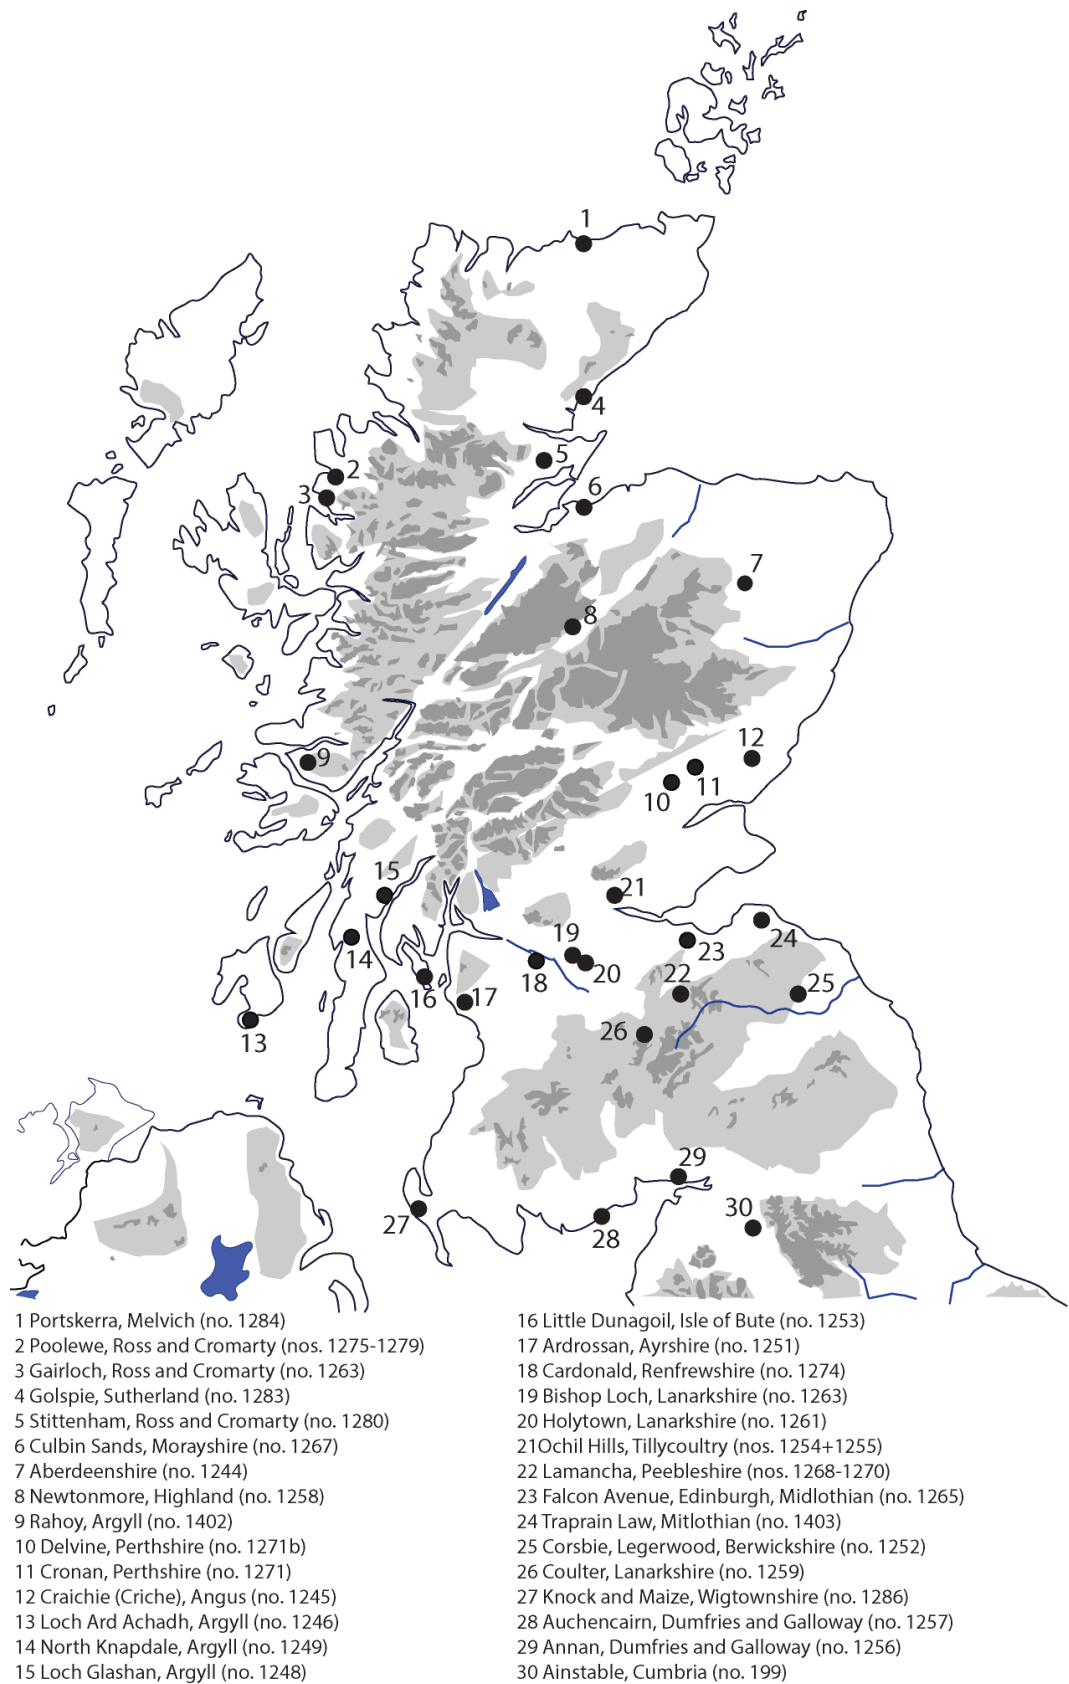 1
2
3
4
5
6
7
8
9
10
11
12
13
14
15
16
17
18
19
20
21
22
23
24
25
26
27
28
29
30
1 Portskerra, Melvich (no. 1284)
2 Poolewe, Ross and Cromarty (nos. 1275-1279)
3 Gairloch, Ross and Cromarty (no. 1263)
4 Golspie, Sutherland (no. 1283)
5 Stittenham, Ross and Cromarty (no. 1280)
6 Culbin Sands, Morayshire (no. 1267)
7 Aberdeenshire (no. 1244)
8 Newtonmore, Highland (no. 1258)
9 Rahoy, Argyll (no. 1402)
10 Delvine, Perthshire (no. 1271b)
11 Cronan, Perthshire (no. 1271)
12 Craichie (Criche), Angus (no. 1245)
13 Loch Ard Achadh, Argyll (no. 1246)
14 North Knapdale, Argyll (no. 1249)
15 Loch Glashan, Argyll (no. 1248)
16 Little Dunagoil, Isle of Bute (no. 1253)
17 Ardrossan, Ayrshire (no. 1251)
18 Cardonald, Renfrewshire (no. 1274)
19 Bishop Loch, Lanarkshire (no. 1263)
20 Holytown, Lanarkshire (no. 1261)
21Ochil Hills, Tillycoultry (nos. 1254+1255)
22 Lamancha, Peebleshire (nos. 1268-1270)
23 Falcon Avenue, Edinburgh, Midlothian (no. 1265)
24 Traprain Law, Mitlothian (no. 1403)
25 Corsbie, Legerwood, Berwickshire (no. 1252)
26 Coulter, Lanarkshire (no. 1259)
27 Knock and Maize, Wigtownshire (no. 1286)
28 Auchencairn, Dumfries and Galloway (no. 1257)
29 Annan, Dumfries and Galloway (no. 1256)
30 Ainstable, Cumbria (no. 199)